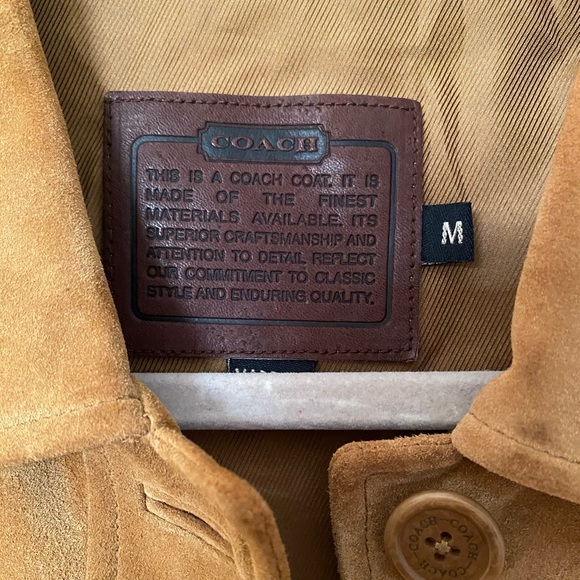 COACH
THIS IS A COACH COAT. IT IS
MADE OF THE FINEST
MATERIALS AVAILABLE. ITS
SUPERIOR CRAFTSMANSHIP AND
ATTENTION TO DETAIL REFLECT
OUR COMMITMENT TO CLASSIC
STYLE AND ENDURING QUALITY.
M
COACH
COACH